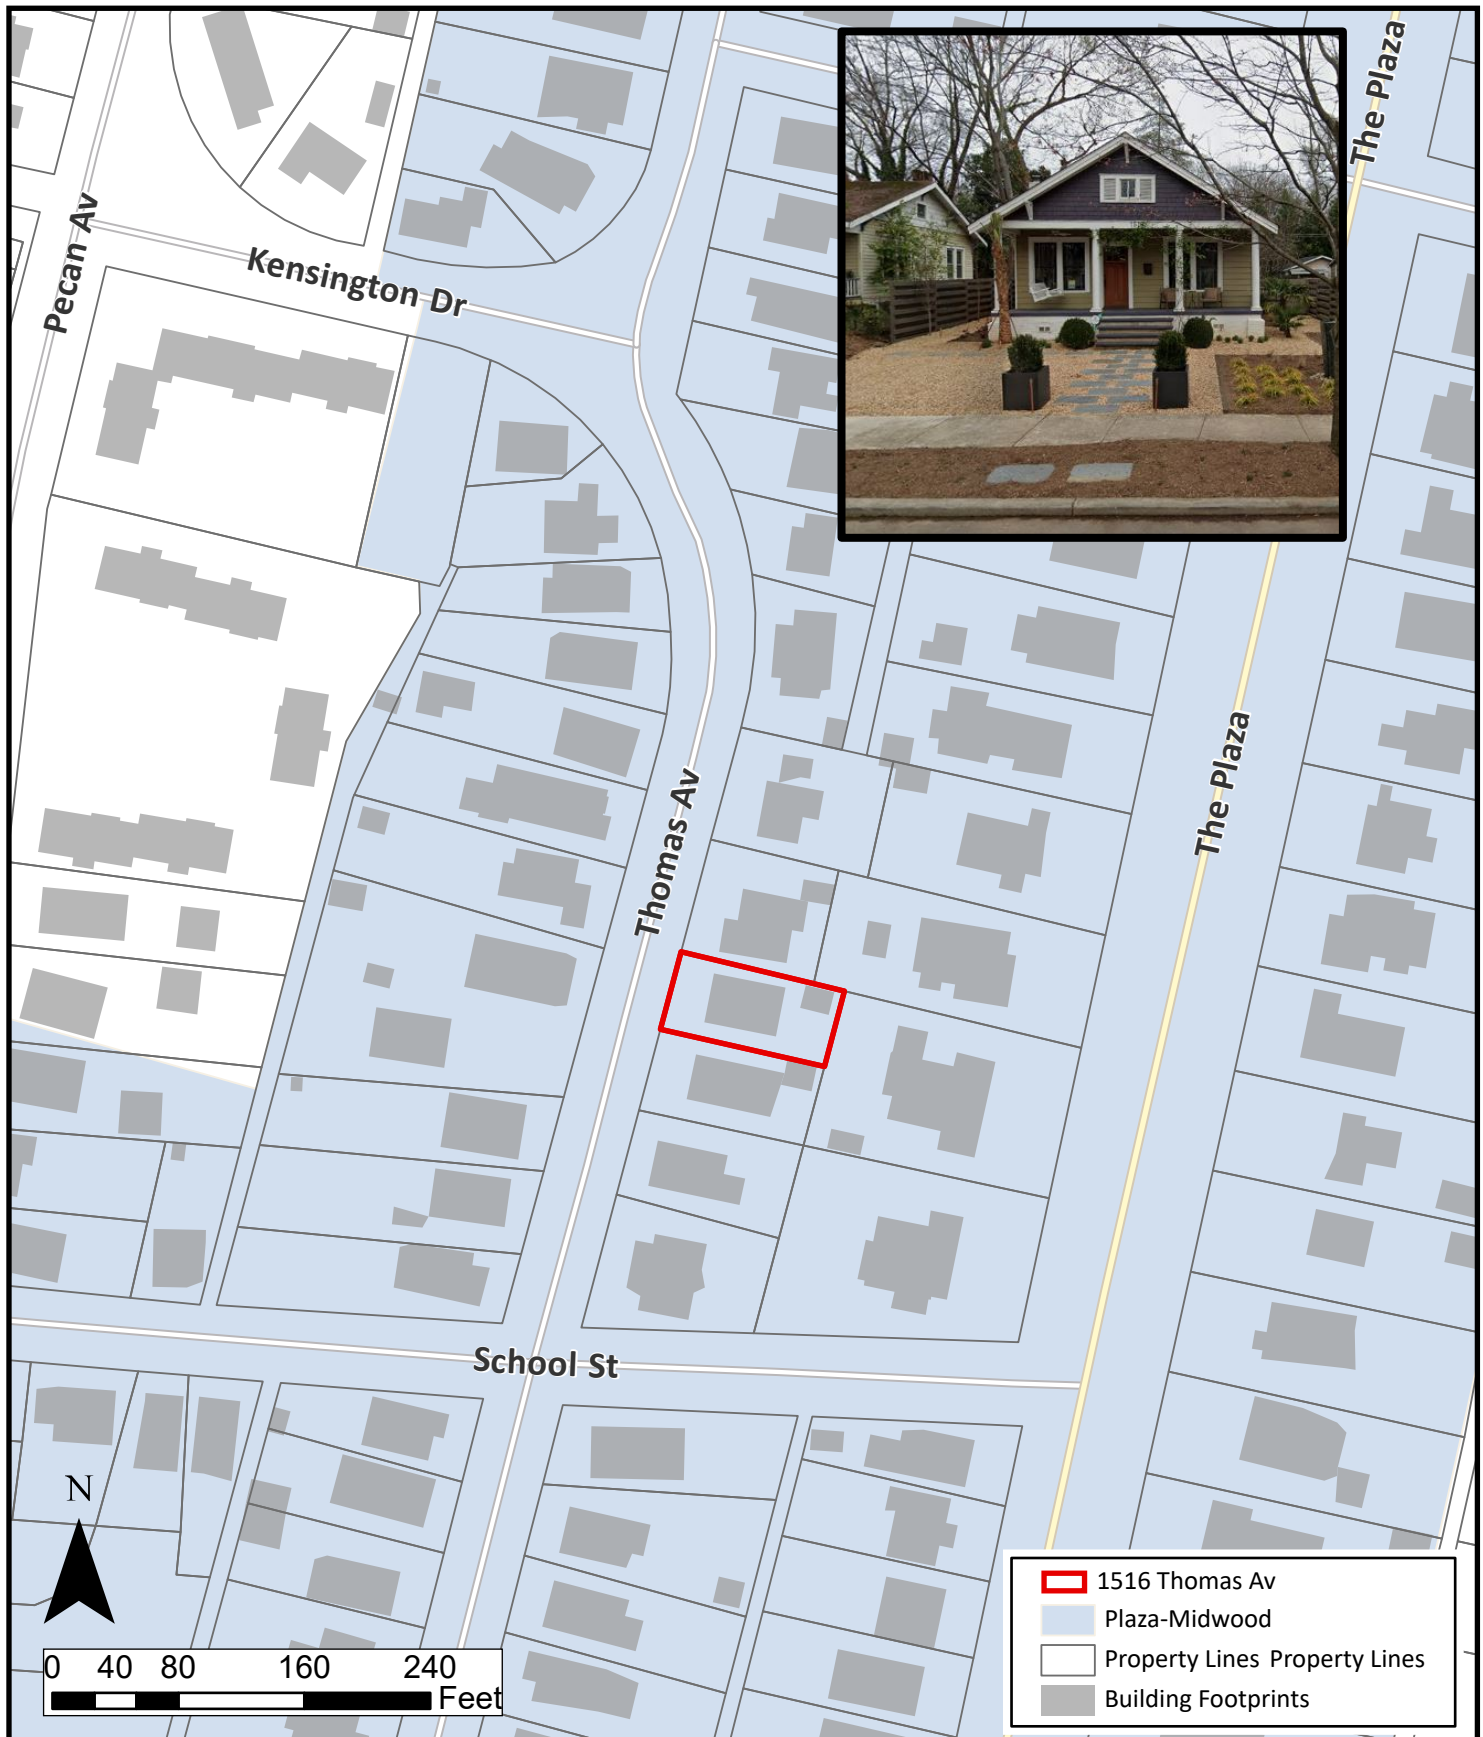 The Plaza
Pecan Av
Kensington Dr
The Plaza
Thomas Av
School St
N
0 40 80 160 240
Feet
1516 Thomas Av
Plaza-Midwood
Property Lines Property Lines
Building Footprints